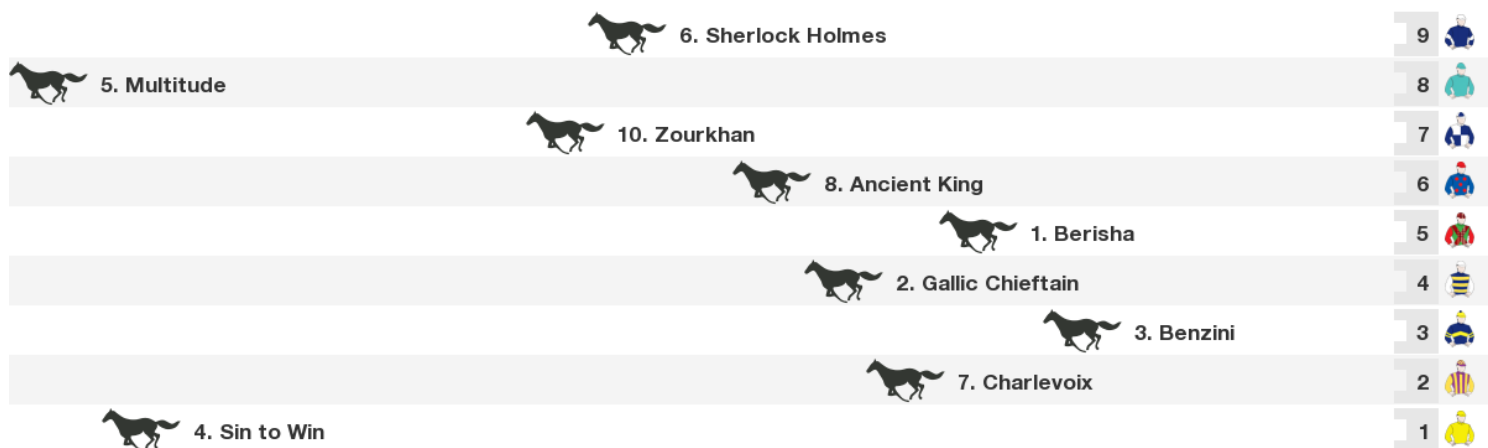 6. Sherlock Holmes 9
5. Multitude 8
10. Zourkhan 7
8. Ancient King 6
1. Berisha 5
2. Gallic Chieftain 4
3. Benzini 3
7. Charlevoix 2
4. Sin to Win 1